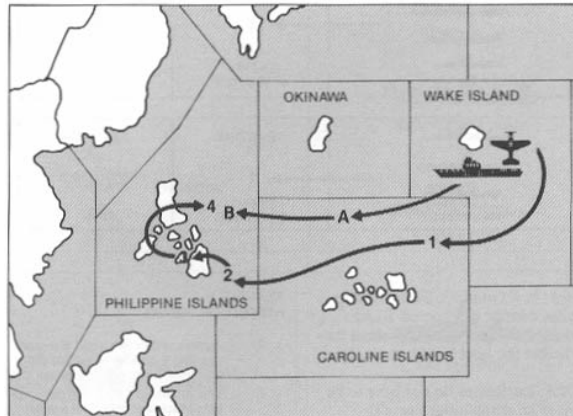 OKINAWA
WAKE ISLAND
4
B
A
1
2
PHILIPPINE ISLANDS
CAROLINE ISLANDS